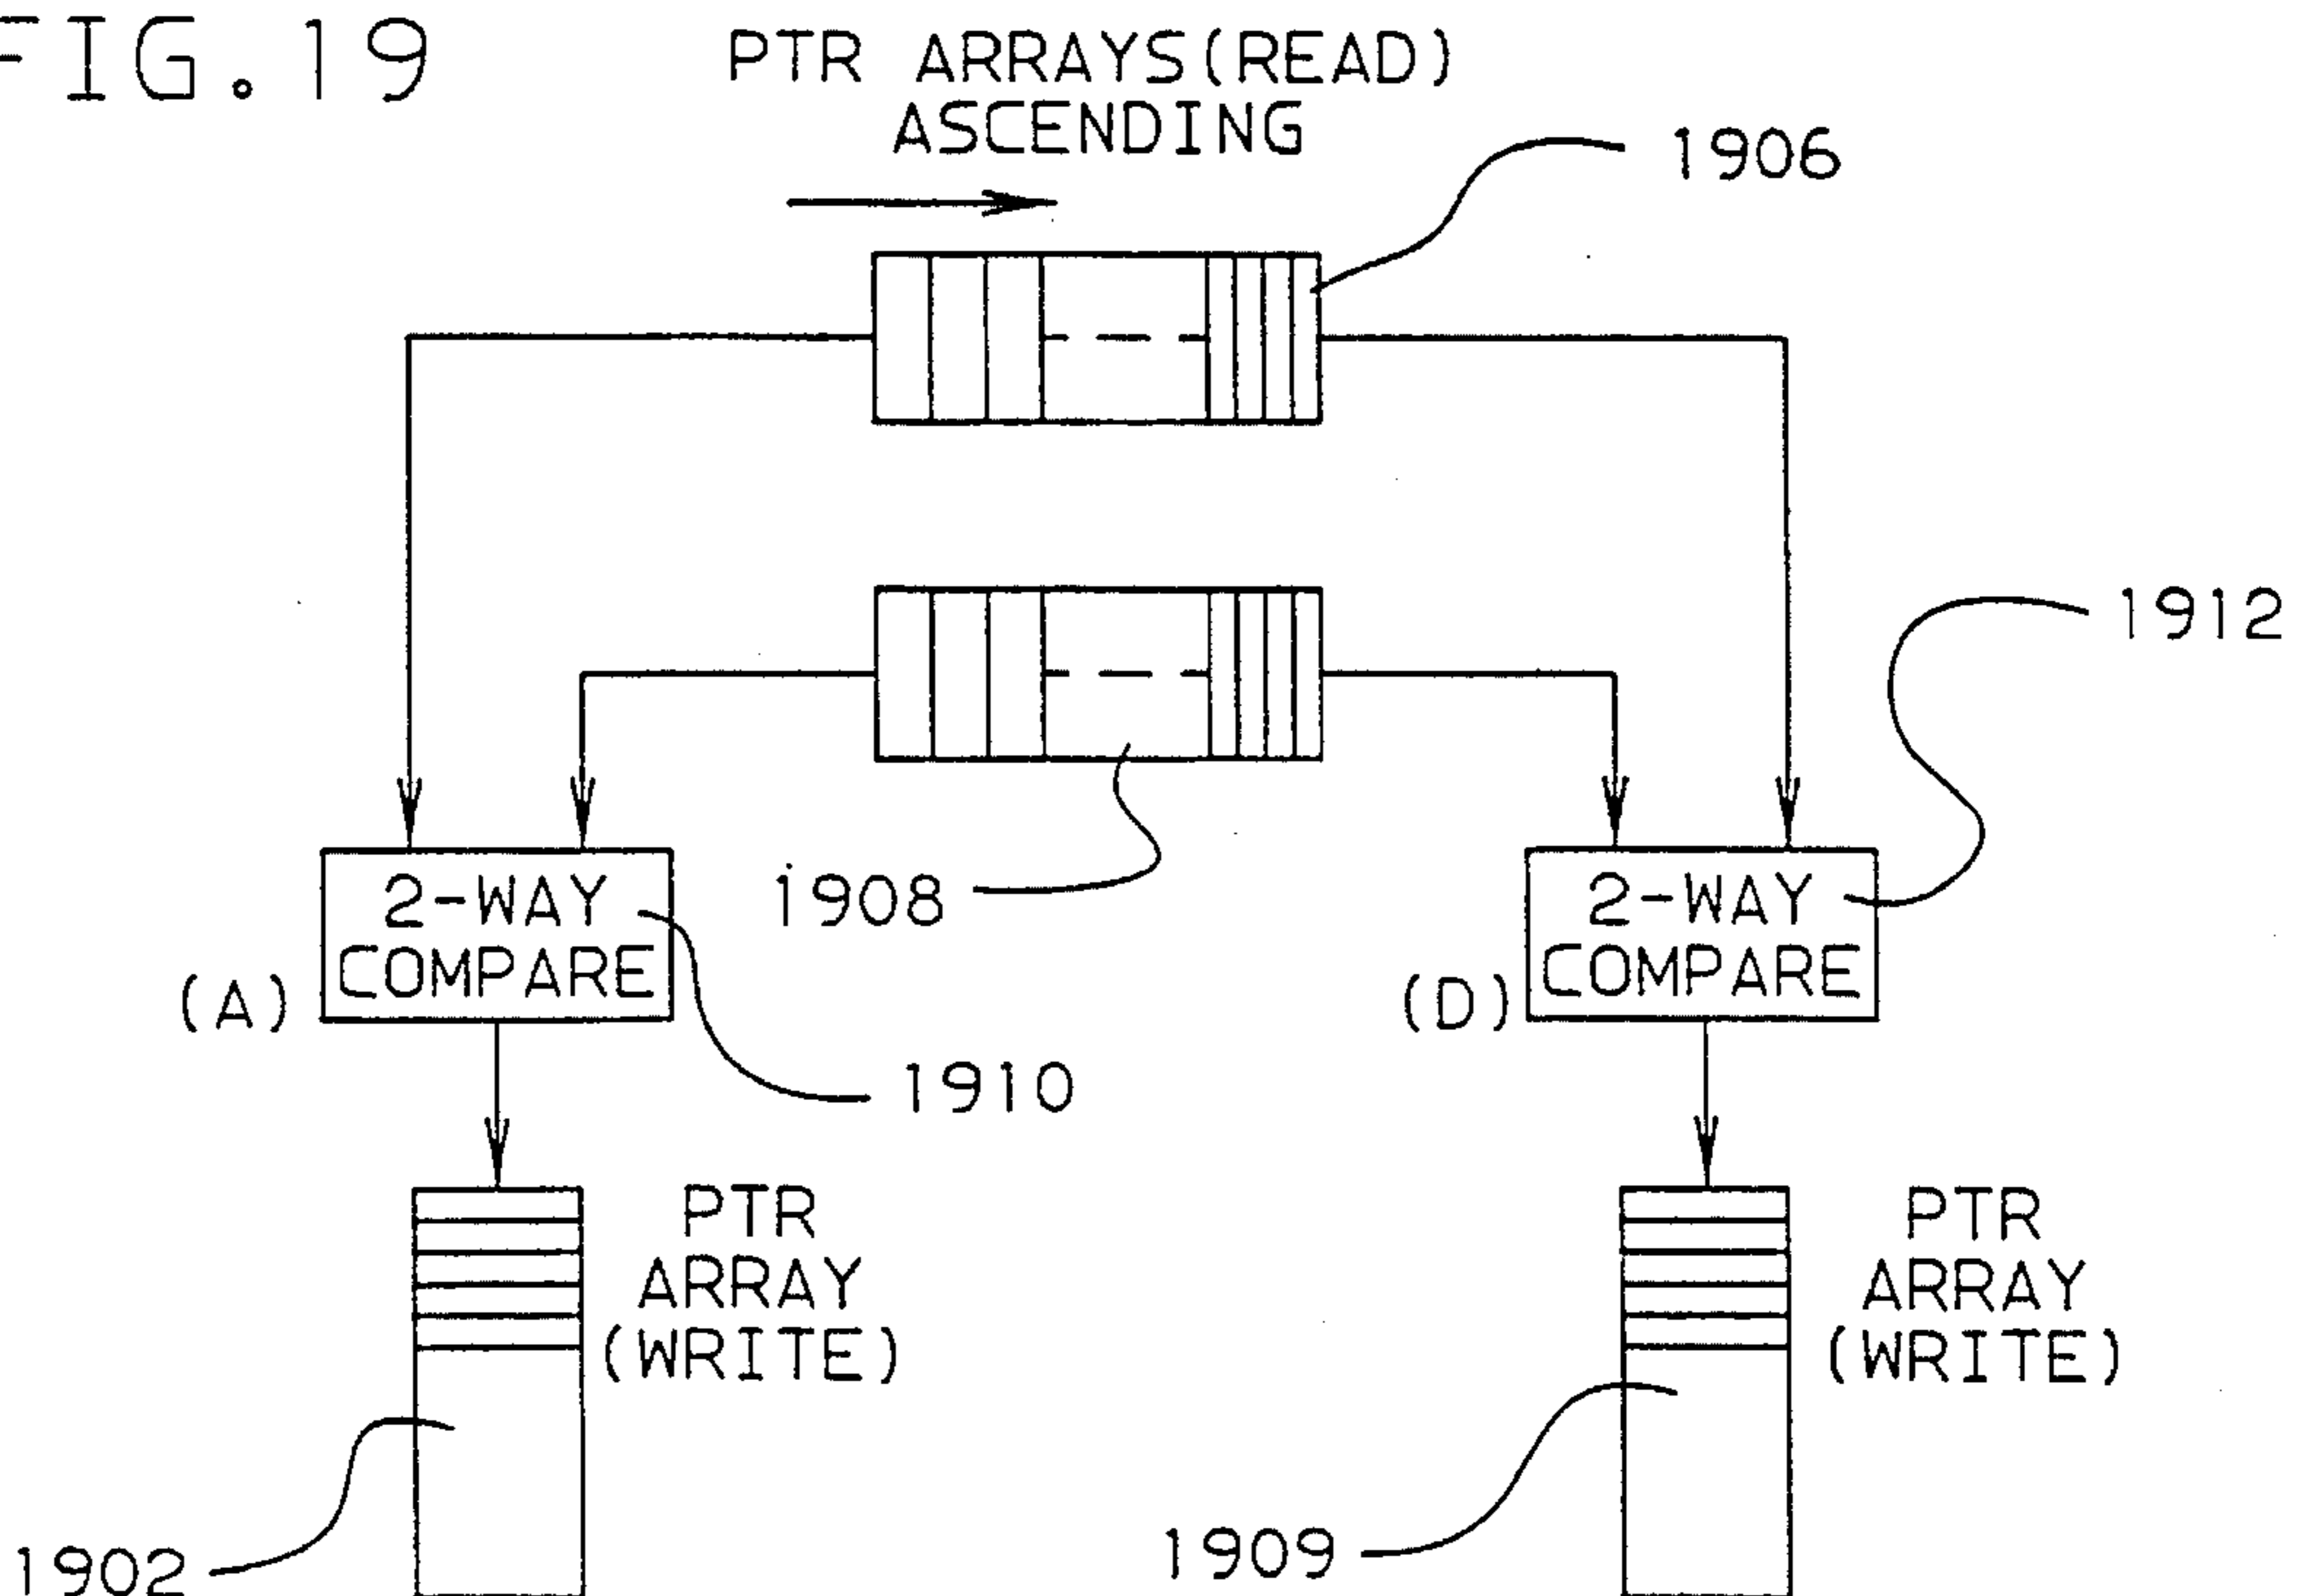 FIG.19
PTR ARRAYS(READ)
ASCENDING
1906
1912
2-WAY
COMPARE
(A)
1908
2-WAY
COMPARE
(D)
1910
PTR
ARRAY
(WRITE)
PTR
ARRAY
(WRITE)
1902
1909